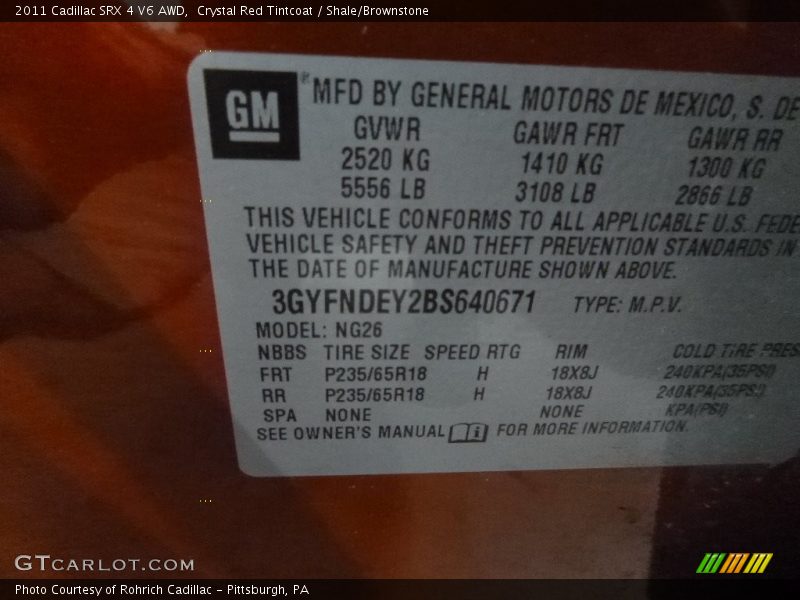 2011 Cadillac SRX 4 V6 AWD, Crystal Red Tintcoat / Shale/Brownstone
GM
® MFD BY GENERAL MOTORS DE MEXICO, S. DE
GVWR GAWR FRT GAWR RR
2520 KG 1410 KG 1300 KG
5556 LB 3108 LB 2866 LB
THIS VEHICLE CONFORMS TO ALL APPLICABLE U.S. FEDE
VEHICLE SAFETY AND THEFT PREVENTION STANDARDS IN
THE DATE OF MANUFACTURE SHOWN ABOVE.
3GYFNDEY2BS640671 TYPE: M.P.V.
MODEL: NG26
NBBS TIRE SIZE SPEED RTG RIM COLD TIRE PRES
FRT P235/65R18 H 18X8J 240KPA(35PSI)
RR P235/65R18 H 18X8J 240KPA(35PSI)
SPA NONE NONE KPA(PSI)
SEE OWNER'S MANUAL FOR MORE INFORMATION.
GTCARLOT.COM
Photo Courtesy of Rohrich Cadillac - Pittsburgh, PA